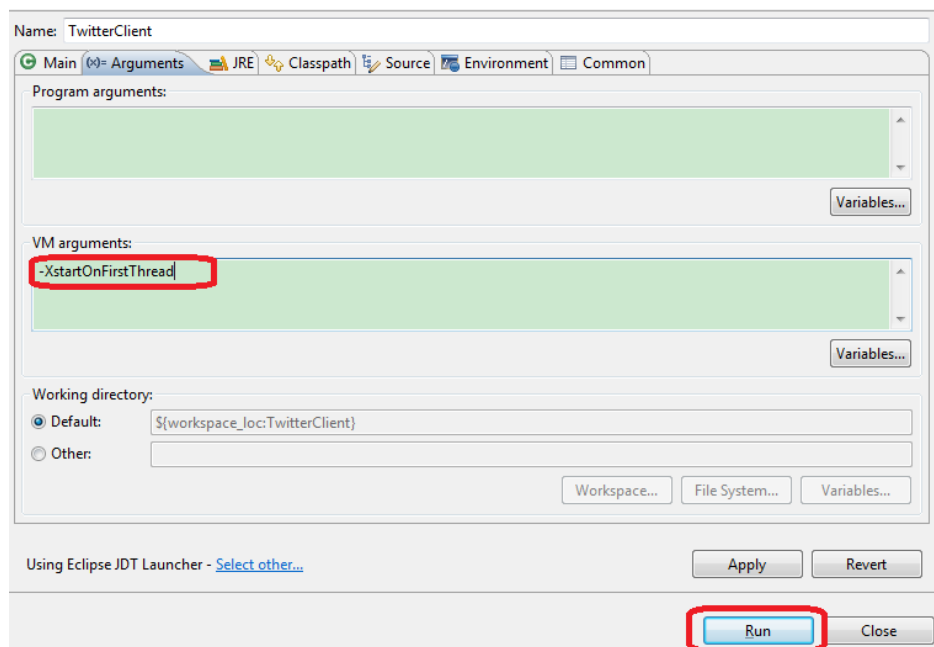 Name: TwitterClient
Main (x)= Arguments JRE Classpath Source Environment Common
Program arguments:
Variables...
VM arguments:
-XstartOnFirstThread
Variables...
Working directory:
Default: ${workspace_loc:TwitterClient}
Other:
Workspace... File System... Variables...
Using Eclipse JDT Launcher - Select other... Apply Revert
Run Close